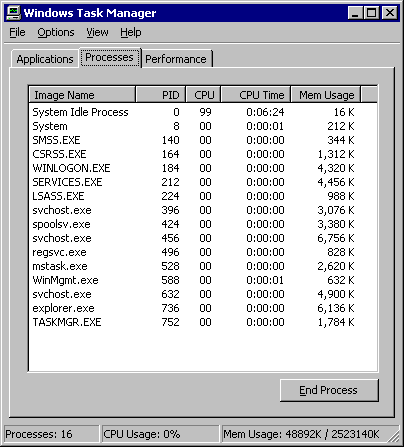 Windows Task Manager
File Options View Help
Applications Processes Performance
Image Name PID CPU CPU Time Mem Usage
System Idle Process 0 99 0:06:24 16 K
System 8 00 0:00:01 212 K
SMSS.EXE 140 00 0:00:00 344 K
CSRSS.EXE 164 00 0:00:00 1,312 K
WINLOGON.EXE 184 00 0:00:00 4,320 K
SERVICES.EXE 212 00 0:00:00 4,456 K
LSASS.EXE 224 00 0:00:00 988 K
svchost.exe 396 00 0:00:00 3,076 K
spoolsv.exe 424 00 0:00:00 3,380 K
svchost.exe 456 00 0:00:00 6,756 K
regsvc.exe 496 00 0:00:00 828 K
mstask.exe 528 00 0:00:00 2,620 K
WinMgmt.exe 588 00 0:00:01 632 K
svchost.exe 632 00 0:00:00 4,900 K
explorer.exe 736 00 0:00:00 6,136 K
TASKMGR.EXE 752 00 0:00:00 1,784 K
End Process
Processes: 16 CPU Usage: 0% Mem Usage: 48892K / 2523140K